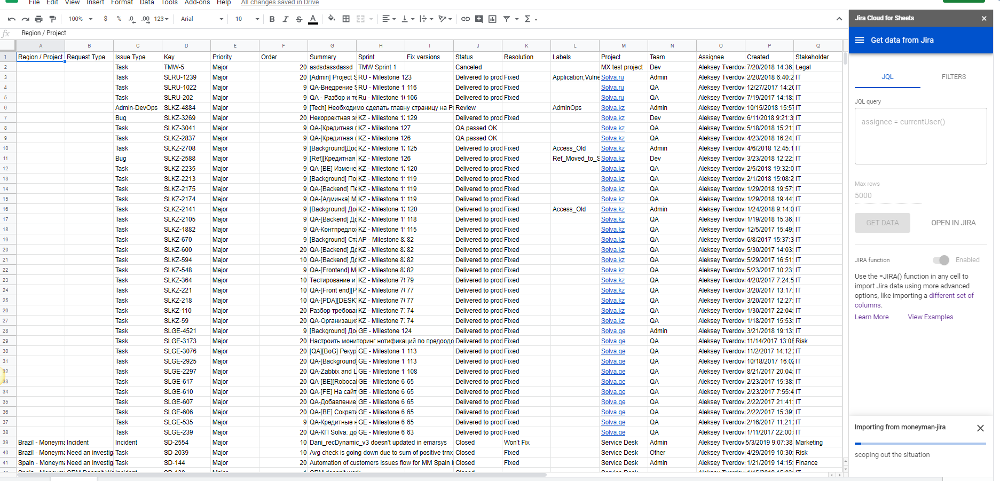 File Edit View Insert Format Data Tools Add-ons Help All changes saved in Drive
100% $ % .0 .00 123 Arial 10 B I S A
fx Region / Project
A B C D E F G H I J K L M N O P Q
1 Region / Project Request Type Issue Type Key Priority Order Summary Sprint Fix versions Status Resolution Labels Project Team Assignee Created Stakeholder
2 Task TMW-5 Major 20 asdsdassdassd TMW Sprint 1 Canceled MX test project Dev Aleksey Tverdov 7/20/2018 14:36: Legal
3 Task SLRU-1239 Major 20 [Admin] Project S RU - Milestone 123 Delivered to prod Fixed Application;Vulne Solva.ru Admin Aleksey Tverdov 2/20/2018 6:40:2 IT
4 Task SLRU-1022 Major 9 QA-Внедрение S RU - Milestone 1 116 Delivered to prod Solva.ru QA Aleksey Tverdov 12/27/2017 14:20 IT
5 Task SLRU-202 Major 9 QA - Разбор и те Ru - Milestone 1( 106 Delivered to prod Fixed Solva.ru QA Aleksey Tverdov 7/19/2017 14:18: IT
6 Admin-DevOps SLKZ-4884 Major 9 [Tech] Необходимо сделать главну страницу на Р Review AdminOps Solva.kz Admin Aleksey Tverdov 10/15/2018 15:57 IT
7 Bug SLKZ-3269 Major 20 Некорректная э KZ - Milestone 12 129 Delivered to prod Fixed Solva.kz Dev Aleksey Tverdov 6/11/2018 9:21:3 IT
8 Task SLKZ-3041 Major 9 QA-[Кредитная г KZ - Milestone 127 QA passed OK Solva.kz QA Aleksey Tverdov 5/18/2018 15:21: IT
9 Task SLKZ-2837 Major 9 QA-[Кредитная г KZ - Milestone 126 QA passed OK Solva.kz QA Aleksey Tverdov 4/23/2018 16:24: IT
10 Task SLKZ-2708 Major 9 [Background]Дос KZ - Milestone 12 125 Delivered to prod Fixed Access_Old Solva.kz Admin Aleksey Tverdov 4/6/2018 12:45:1 IT
11 Bug SLKZ-2588 Major 9 [Ref][Кредитная KZ - Milestone 126 Delivered to prod Fixed Ref_Moved_to_S Solva.kz Dev Aleksey Tverdov 3/23/2018 12:22: IT
12 Task SLKZ-2235 Major 9 QA-[BE] Измене KZ - Milestone 12 120 Delivered to prod Fixed Solva.kz QA Aleksey Tverdov 2/5/2018 19:32:0 IT
13 Task SLKZ-2213 Major 9 [Background] По KZ - Milestone 11 119 Delivered to prod Fixed Solva.kz QA Aleksey Tverdov 2/1/2018 15:08:2 IT
14 Task SLKZ-2175 Major 9 QA-[Backend] Пе KZ - Milestone 11 119 Delivered to prod Fixed Solva.kz QA Aleksey Tverdov 1/29/2018 19:57: IT
15 Task SLKZ-2174 Major 9 QA-[Админка] М KZ - Milestone 11 119 Delivered to prod Fixed Solva.kz QA Aleksey Tverdov 1/29/2018 19:44: IT
16 Task SLKZ-2141 Major 9 [Background] До KZ - Milestone 12 120 Delivered to prod Fixed Access_Old Solva.kz Admin Aleksey Tverdov 1/24/2018 9:14:0 IT
17 Task SLKZ-2105 Major 9 QA-[Backend] До KZ - Milestone 11 118 Delivered to prod Fixed Solva.kz QA Aleksey Tverdov 1/19/2018 15:36: IT
18 Task SLKZ-1882 Major 9 QA-Контпредлож KZ - Milestone 11 115 Delivered to prod Fixed Solva.kz QA Aleksey Tverdov 12/5/2017 15:49: IT
19 Task SLKZ-670 Major 9 [Background] Ста AP - Milestone 82 82 Delivered to prod Fixed Solva.kz QA Aleksey Tverdov 6/8/2017 15:37:3 IT
20 Task SLKZ-600 Major 20 QA-[Backend] До KZ - Milestone 82 82 Delivered to prod Fixed Solva.kz QA Aleksey Tverdov 5/30/2017 14:03: IT
21 Task SLKZ-594 Major 10 QA-[Backend] До KZ - Milestone 82 82 Delivered to prod Fixed Solva.kz QA Aleksey Tverdov 5/29/2017 16:51: IT
22 Task SLKZ-548 Major 9 QA-[Frontend] М KZ - Milestone 82 82 Delivered to prod Fixed Solva.kz QA Aleksey Tverdov 5/23/2017 10:23: IT
23 Task SLKZ-364 Major 10 Тестирование и KZ - Milestone 79 79 Delivered to prod Fixed Solva.kz QA Aleksey Tverdov 4/20/2017 7:24:5 IT
24 Task SLKZ-221 Major 10 QA-[Front end][P KZ - Milestone 76 77 Delivered to prod Fixed Solva.kz QA Aleksey Tverdov 3/20/2017 13:17: IT
25 Task SLKZ-218 Major 10 QA-[PDA][DESK KZ - Milestone 76 77 Delivered to prod Fixed Solva.kz QA Aleksey Tverdov 3/20/2017 12:27: IT
26 Task SLKZ-110 Major 20 Разбор требова KZ - Milestone 73 74 Delivered to prod Fixed Solva.kz QA Aleksey Tverdov 1/30/2017 22:04: IT
27 Task SLKZ-59 Major 20 QA-Организация KZ - Milestone 73 74 Delivered to prod Fixed Solva.kz QA Aleksey Tverdov 1/18/2017 15:53: IT
28 Task SLGE-4521 Major 9 [Background] До GE - Milestone 124 Delivered to prod Fixed Solva.ge Admin Aleksey Tverdov 3/21/2018 19:13: IT
29 Task SLGE-3173 Major 20 Настроить мониторинг нотификаций по предодо Delivered to prod Fixed Solva.ge QA Aleksey Tverdov 11/14/2017 13:08 Risk
30 Task SLGE-3076 Major 20 [QA][BoG] Рекур GE - Milestone 1 113 Delivered to prod Fixed Solva.ge QA Aleksey Tverdov 11/2/2017 14:12: IT
31 Task SLGE-2925 Major 20 QA-[Background] GE - Milestone 1 113 Delivered to prod Fixed Solva.ge QA Aleksey Tverdov 10/18/2017 16:02 IT
32 Task SLGE-2297 Major 20 QA-Zabbix and L GE - Milestone 1 108 Delivered to prod Fixed Solva.ge QA Aleksey Tverdov 8/21/2017 20:04: IT
33 Task SLGE-617 Major 20 QA-[BE][Roboca GE - Milestone 6 65 Delivered to prod Fixed Solva.ge QA Aleksey Tverdov 2/23/2017 15:38: IT
34 Task SLGE-610 Major 20 QA-[FE] На сайт GE - Milestone 6 65 Delivered to prod Fixed Solva.ge QA Aleksey Tverdov 2/23/2017 7:55:4 IT
35 Task SLGE-607 Major 20 QA-Добавление GE - Milestone 6 65 Delivered to prod Fixed Solva.ge QA Aleksey Tverdov 2/22/2017 21:41: IT
36 Task SLGE-606 Major 20 QA-[BE] Сократи GE - Milestone 6 65 Delivered to prod Fixed Solva.ge QA Aleksey Tverdov 2/22/2017 15:39: IT
37 Task SLGE-535 Major 9 QA-Кредитные н GE - Milestone 6 65 Delivered to prod Fixed Solva.ge QA Aleksey Tverdov 2/16/2017 11:21: IT
38 Task SLGE-239 Major 20 QA-КП Solva: до GE - Milestone 6 63 Delivered to prod Fixed Solva.ge QA Aleksey Tverdov 1/11/2017 22:00: IT
39 Brazil - Moneyma Incident Incident SD-2554 Major 10 Dani_recDynamic_v3 doesn't updated in emarsys Closed Won't Fix Service Desk Admin Aleksey Tverdov 5/3/2019 9:07:38 Marketing
40 Brazil - Moneyma Need an investig Task SD-2039 Major 10 Avg check is going down due to sum of positive trnx Closed Fixed Service Desk Other Aleksey Tverdov 4/29/2019 10:30: Risk
41 Spain - Moneyma Need an investig Task SD-144 Major 20 Automation of customers issues flow for MM Spain i Closed Fixed Service Desk Admin Aleksey Tverdov 1/21/2019 14:15: Finance
Jira Cloud for Sheets
Get data from Jira
JQL FILTERS
JQL query
assignee = currentUser()
Max rows
5000
GET DATA OPEN IN JIRA
JIRA function Enabled
Use the =JIRA() function in any cell to
import Jira data using more advanced
options, like importing a different set of
columns.
Learn More View Examples
Importing from moneyman-jira
scoping out the situation